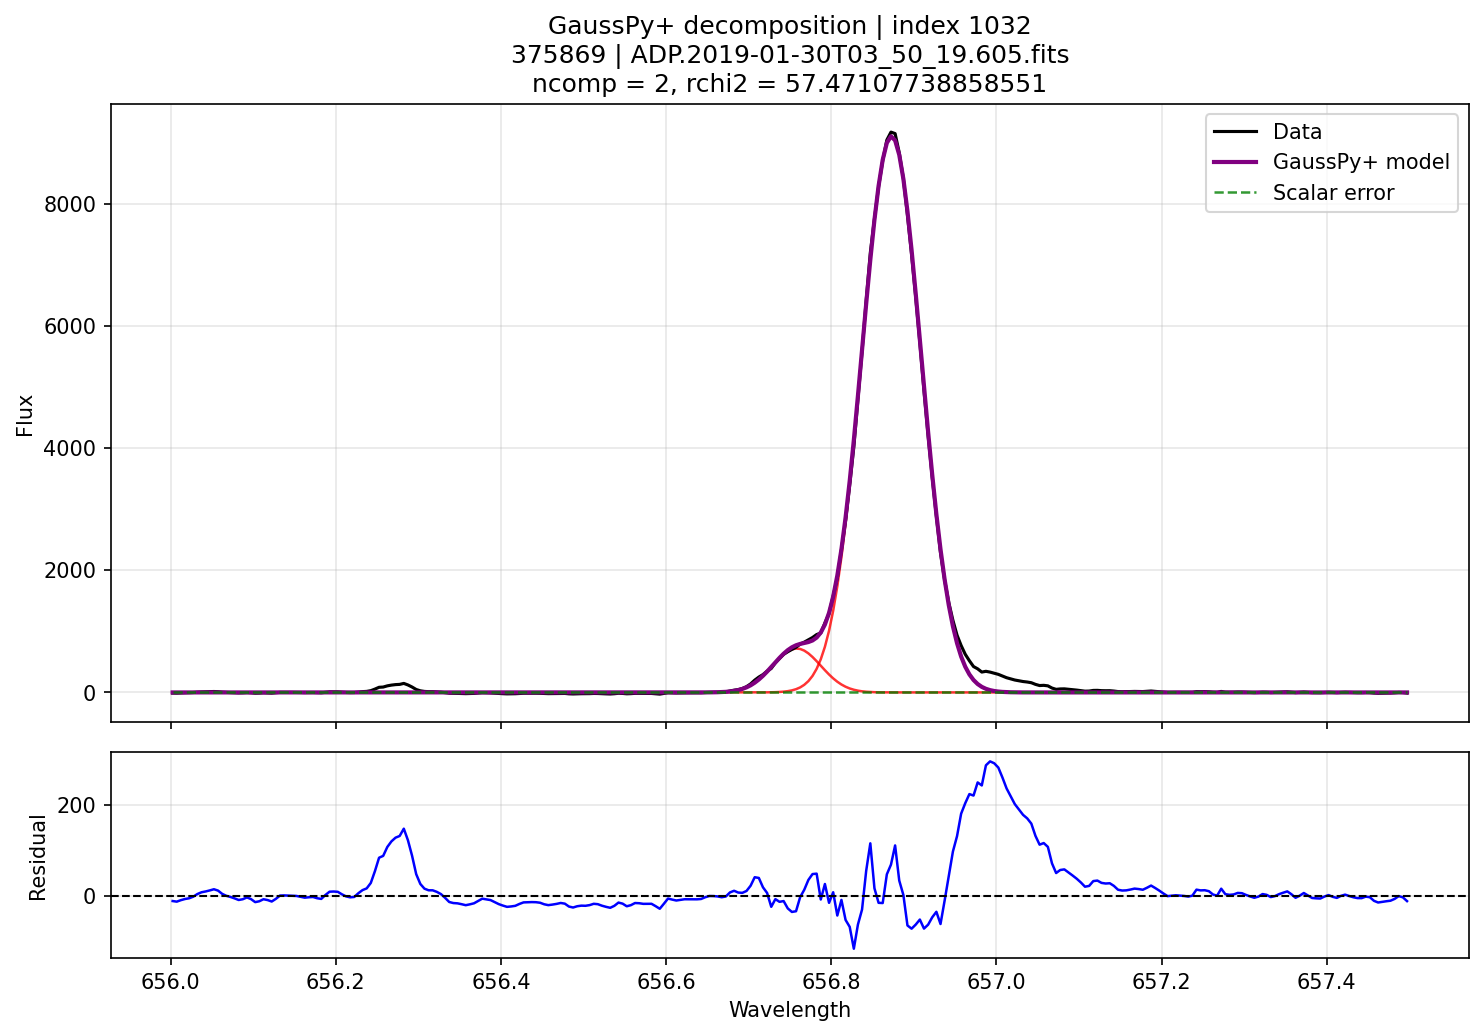 GaussPy+ decomposition | index 1032
375869 | ADP.2019-01-30T03_50_19.605.fits
ncomp = 2, rchi2 = 57.47107738858551
Data
GaussPy+ model
Scalar error
8000
6000
4000
2000
0
Flux
200
0
Residual
656.0 656.2 656.4 656.6 656.8 657.0 657.2 657.4
Wavelength